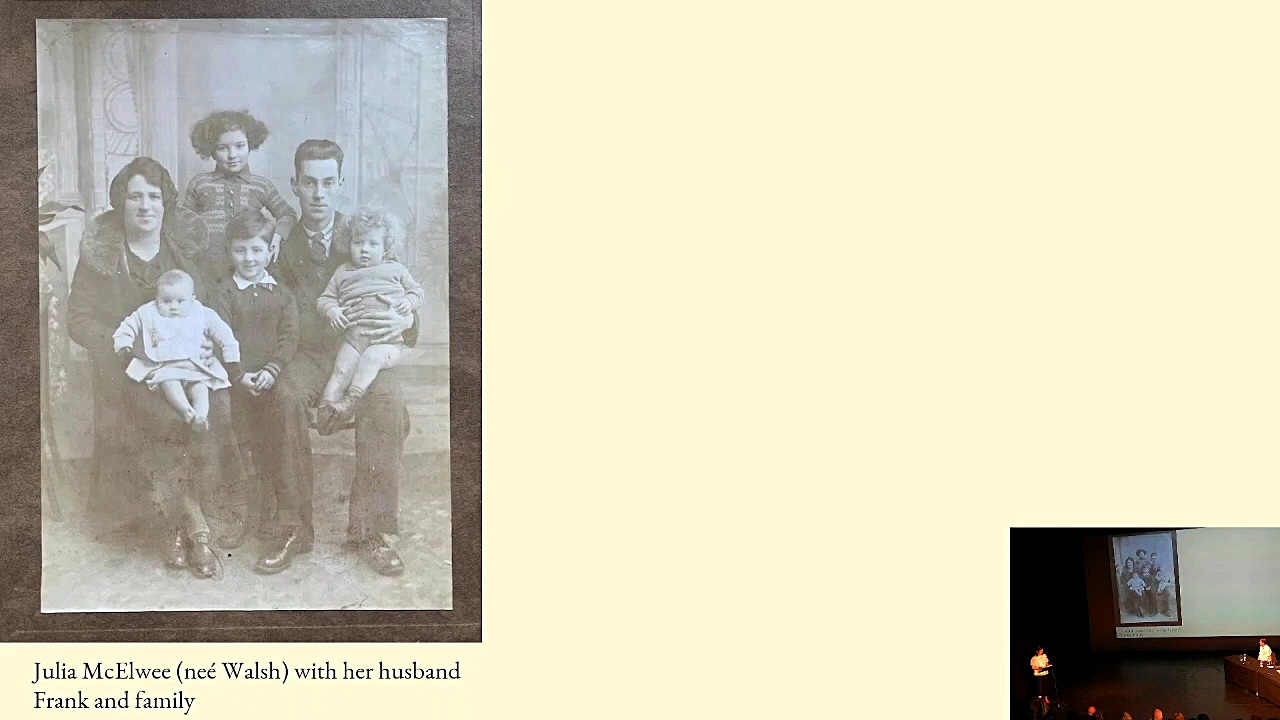 Julia McElwee (neé Walsh) with her husband
Frank and family